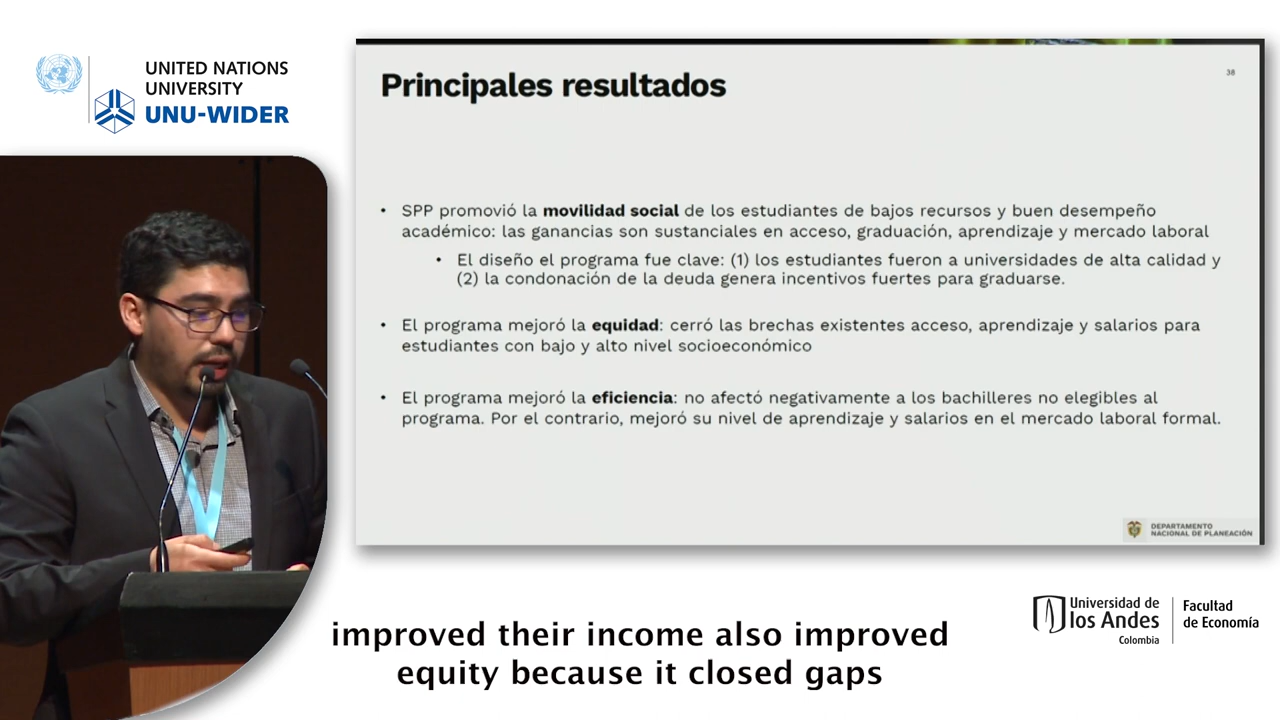 UNITED NATIONS
UNIVERSITY
UNU-WIDER
Principales resultados
38
• SPP promovió la movilidad social de los estudiantes de bajos recursos y buen desempeño
académico: las ganancias son sustanciales en acceso, graduación, aprendizaje y mercado laboral
• El diseño el programa fue clave: (1) los estudiantes fueron a universidades de alta calidad y
(2) la condonación de la deuda genera incentivos fuertes para graduarse.
• El programa mejoró la equidad: cerró las brechas existentes acceso, aprendizaje y salarios para
estudiantes con bajo y alto nivel socioeconómico
• El programa mejoró la eficiencia: no afectó negativamente a los bachilleres no elegibles al
programa. Por el contrario, mejoró su nivel de aprendizaje y salarios en el mercado laboral formal.
DEPARTAMENTO
NACIONAL DE PLANEACIÓN
Universidad de
los Andes
Colombia
Facultad
de Economía
improved their income also improved
equity because it closed gaps